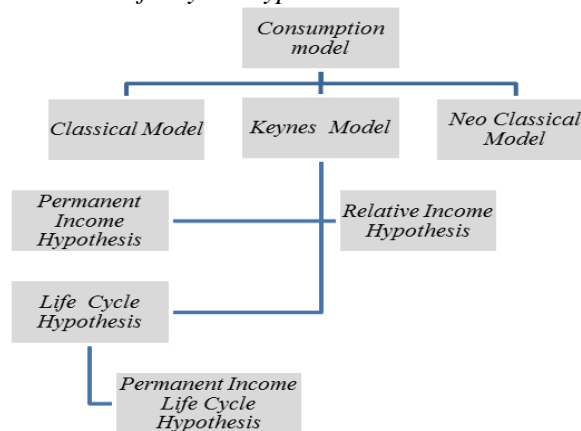 Consumption
model
Classical Model
Keynes Model
Neo Classical
Model
Permanent
Income
Hypothesis
Relative Income
Hypothesis
Life Cycle
Hypothesis
Permanent Income
Life Cycle
Hypothesis